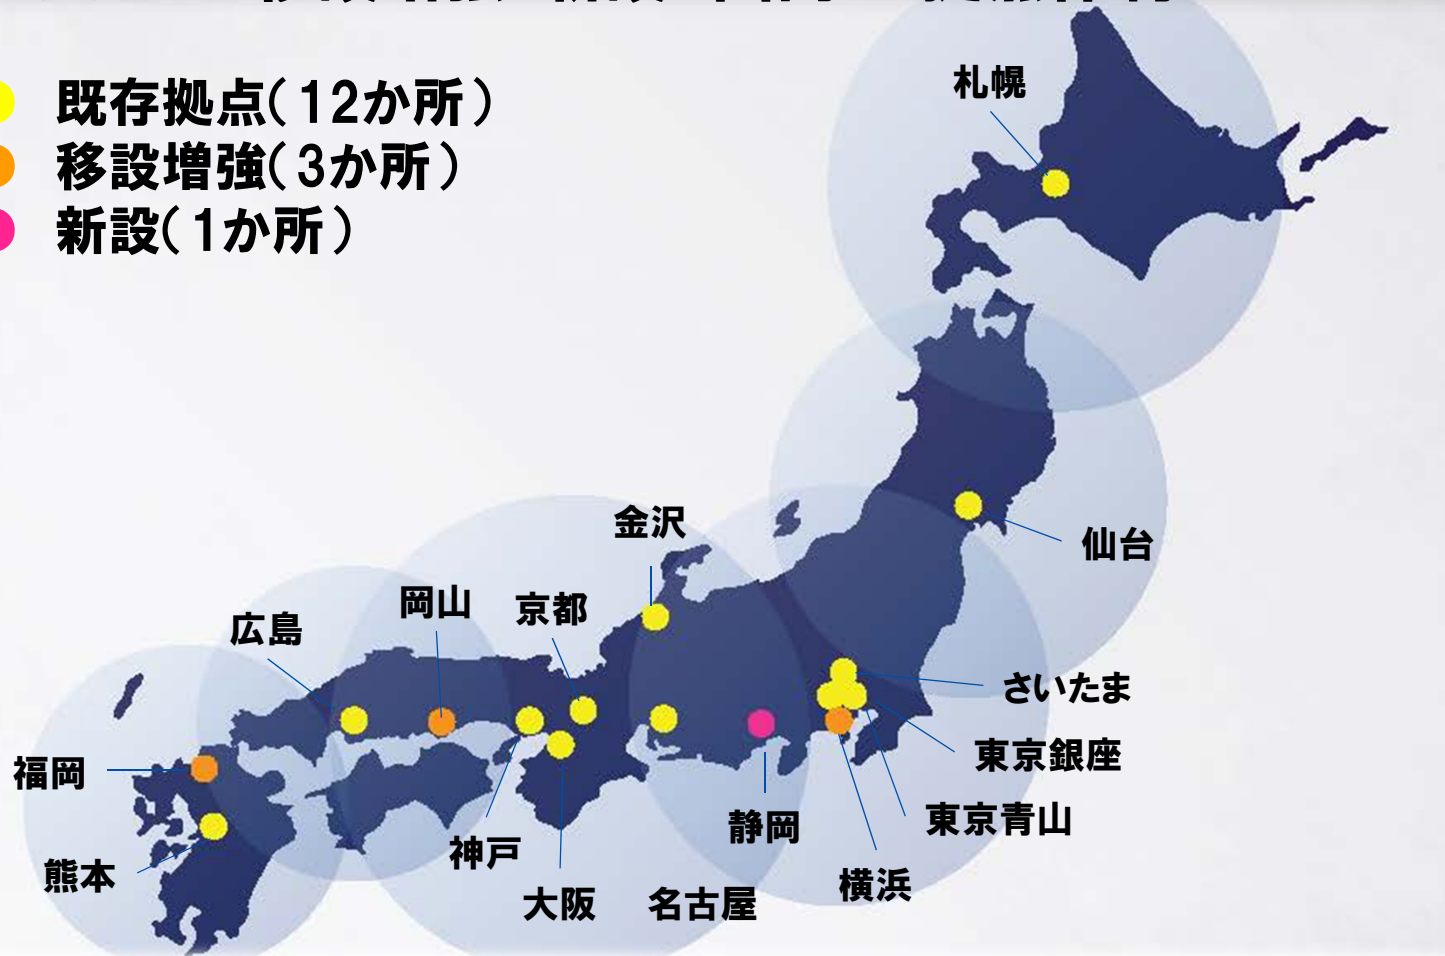 既存拠点(12か所)
移設増強(3か所)
新設(1か所)
札幌
仙台
金沢
岡山
京都
広島
さいたま
東京銀座
福岡
東京青山
静岡
神戸
熊本
横浜
大阪
名古屋